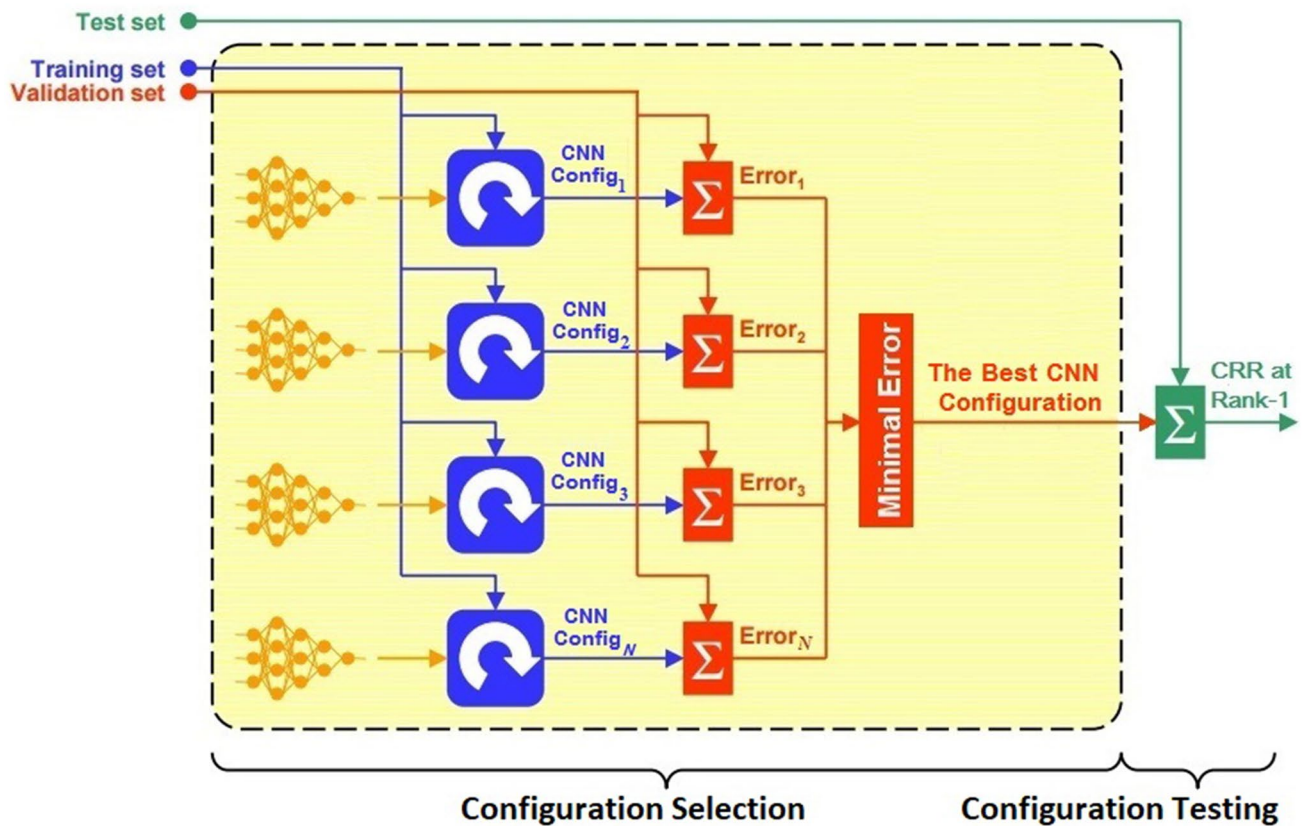 Test set
Training set
Validation set
CNN
Config1
Σ
Error1
CNN
Config2
Σ
Error2
CNN
Config3
Σ
Error3
CNN
ConfigN
Σ
ErrorN
Minimal Error
The Best CNN
Configuration
Σ
CRR at
Rank-1
Configuration Selection
Configuration Testing